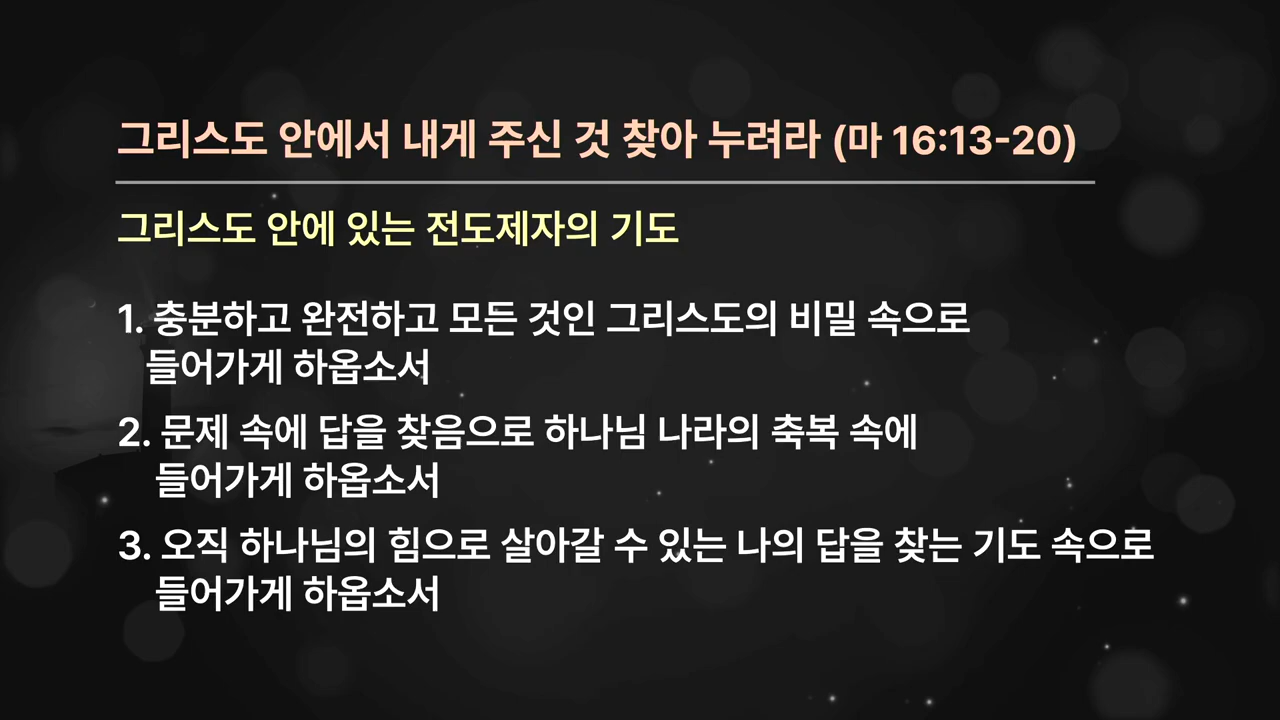 그리스도 안에서 내게 주신 것 찾아 누려라 (마 16:13-20)
그리스도 안에 있는 전도제자의 기도
1. 충분하고 완전하고 모든 것인 그리스도의 비밀 속으로
들어가게 하옵소서
2. 문제 속에 답을 찾음으로 하나님 나라의 축복 속에
들어가게 하옵소서
3. 오직 하나님의 힘으로 살아갈 수 있는 나의 답을 찾는 기도 속으로
들어가게 하옵소서